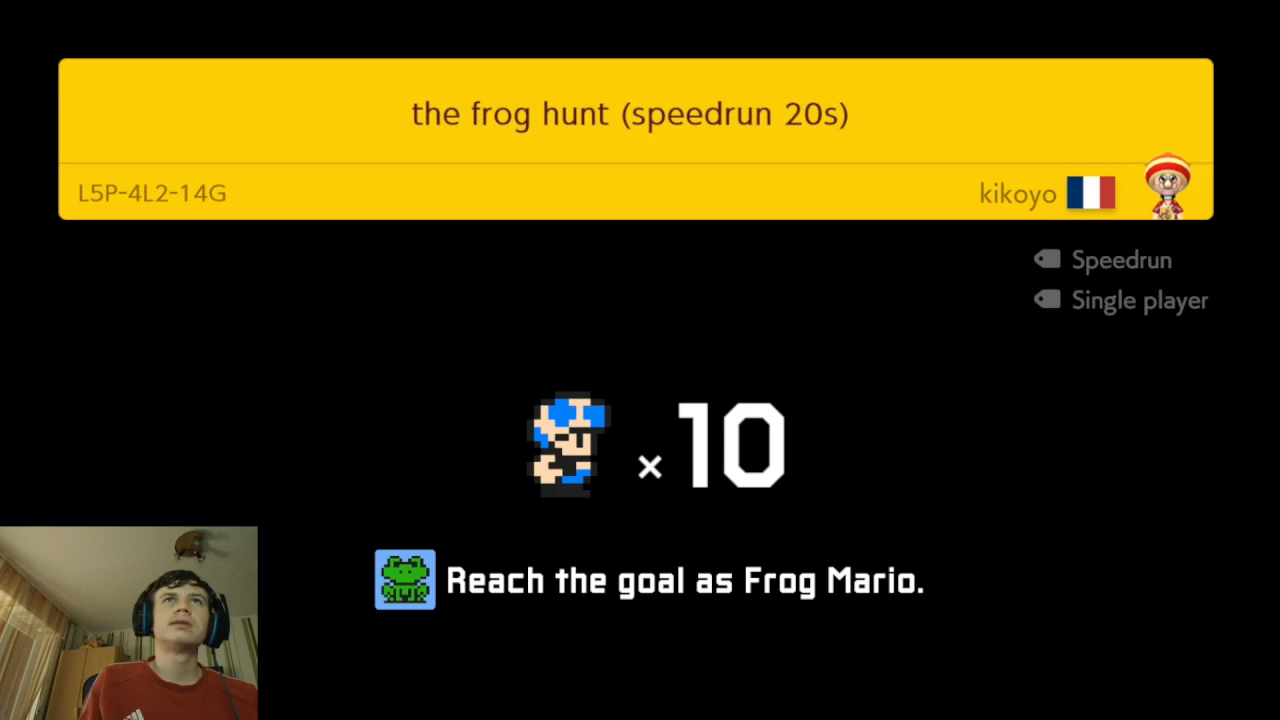 the frog hunt (speedrun 20s)
L5P-4L2-14G
kikoyo
Speedrun
Single player
×10
Reach the goal as Frog Mario.